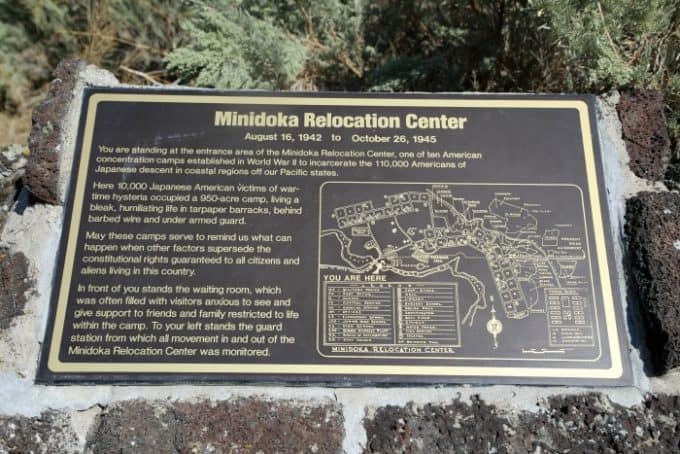 Minidoka Relocation Center
August 16, 1942 to October 26, 1945
You are standing at the entrance area of the Minidoka Relocation Center, one of ten American
concentration camps established in World War II to incarcerate the 110,000 Americans of
Japanese descent in coastal regions off our Pacific states.
Here 10,000 Japanese American victims of war-
time hysteria occupied a 950-acre camp, living a
bleak, humiliating life in tarpaper barracks, behind
barbed wire and under armed guard.
May these camps serve to remind us what can
happen when other factors supersede the
constitutional rights guaranteed to all citizens and
aliens living in this country.
In front of you stands the waiting room, which
was often filled with visitors anxious to see and
give support to friends and family restricted to life
within the camp. To your left stands the guard
station from which all movement in and out of the
Minidoka Relocation Center was monitored.
YOU ARE HERE
MINIDOKA RELOCATION CENTER